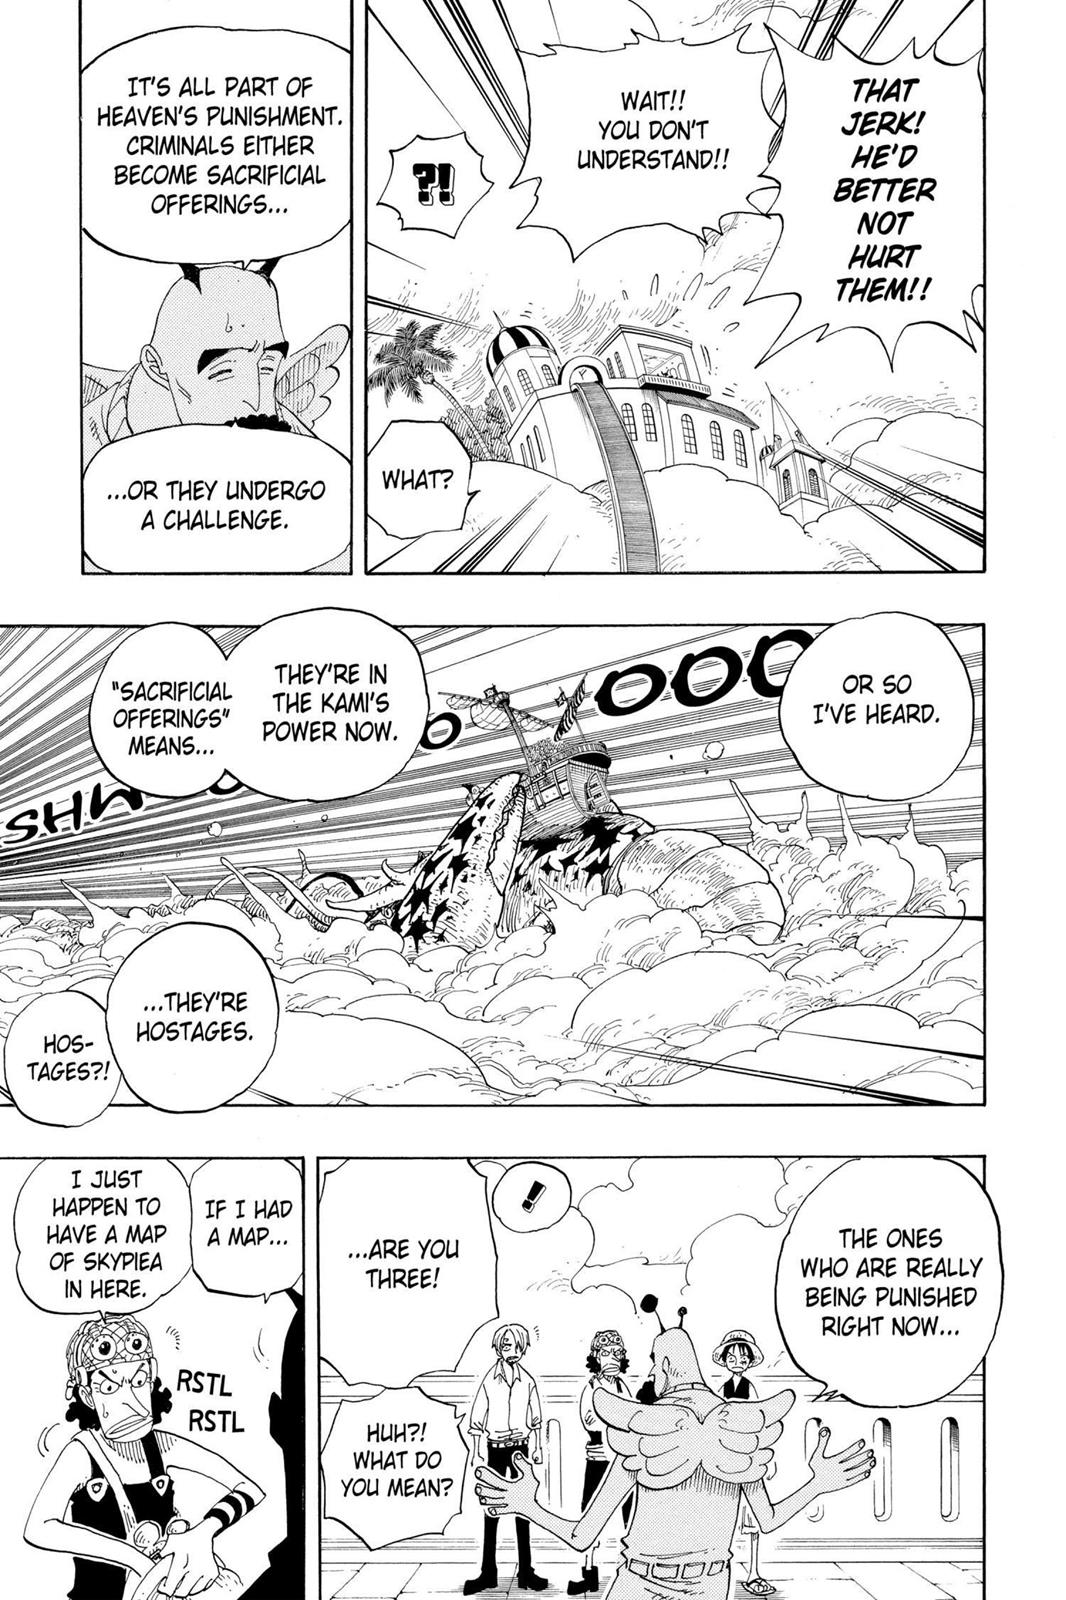 THAT
JERK!
HE'D
BETTER
NOT
HURT
THEM!!
WAIT!!
YOU DON'T
UNDERSTAND!!
?!
WHAT?
IT'S ALL PART OF
HEAVEN'S PUNISHMENT.
CRIMINALS EITHER
BECOME SACRIFICIAL
OFFERINGS...
...OR THEY UNDERGO
A CHALLENGE.
OR SO
I'VE HEARD.
THEY'RE IN
THE KAMI'S
POWER NOW.
"SACRIFICIAL
OFFERINGS"
MEANS...
...THEY'RE
HOSTAGES.
HOS-
TAGES?!
THE ONES
WHO ARE REALLY
BEING PUNISHED
RIGHT NOW...
!
...ARE YOU
THREE!
HUH?!
WHAT DO
YOU MEAN?
IF I HAD
A MAP...
I JUST
HAPPEN TO
HAVE A MAP
OF SKYPIEA
IN HERE.
RSTL
RSTL